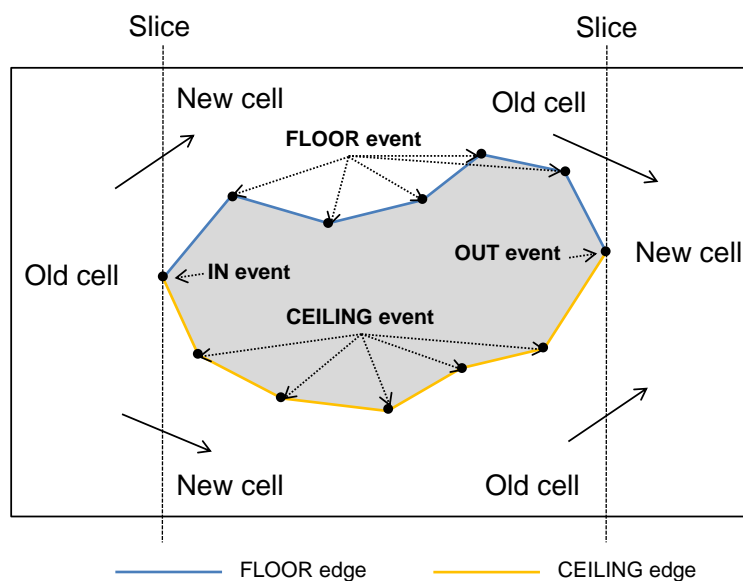 Slice
Slice
New cell
Old cell
FLOOR event
Old cell
IN event
OUT event
New cell
CEILING event
New cell
Old cell
FLOOR edge
CEILING edge